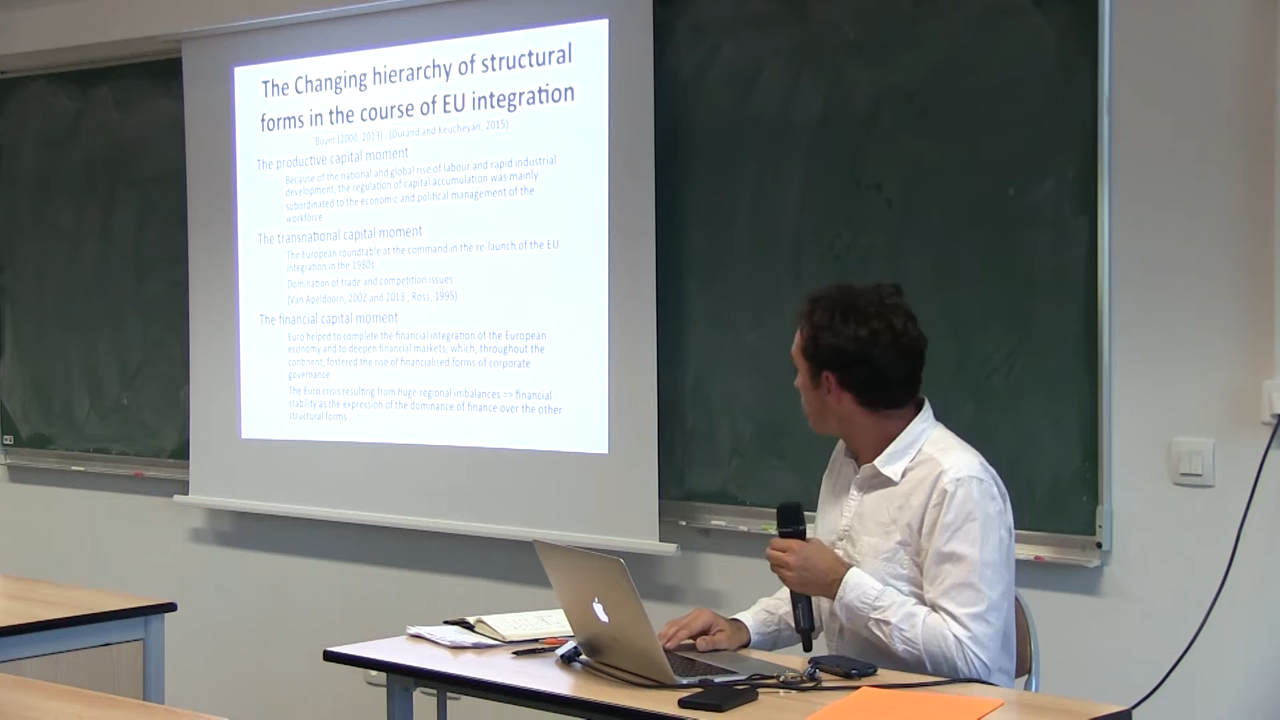 The Changing hierarchy of structural
forms in the course of EU integration
Boyer (2000, 2013) ; (Durand and Keucheyan, 2015)
The productive capital moment
Because of the national and global rise of labour and rapid industrial
development, the regulation of capital accumulation was mainly
subordinated to the economic and political management of the
workforce
The transnational capital moment
The European roundtable at the command in the re-launch of the EU
integration in the 1980s
Domination of trade and competition issues
(Van Apeldoorn, 2002 and 2013 ; Ross, 1995)
The financial capital moment
Euro helped to complete the financial integration of the European
economy and to deepen financial markets, which, throughout the
continent, fostered the rise of financialised forms of corporate
governance
The Euro crisis resulting from huge regional imbalances => financial
stability as the expression of the dominance of finance over the other
structural forms